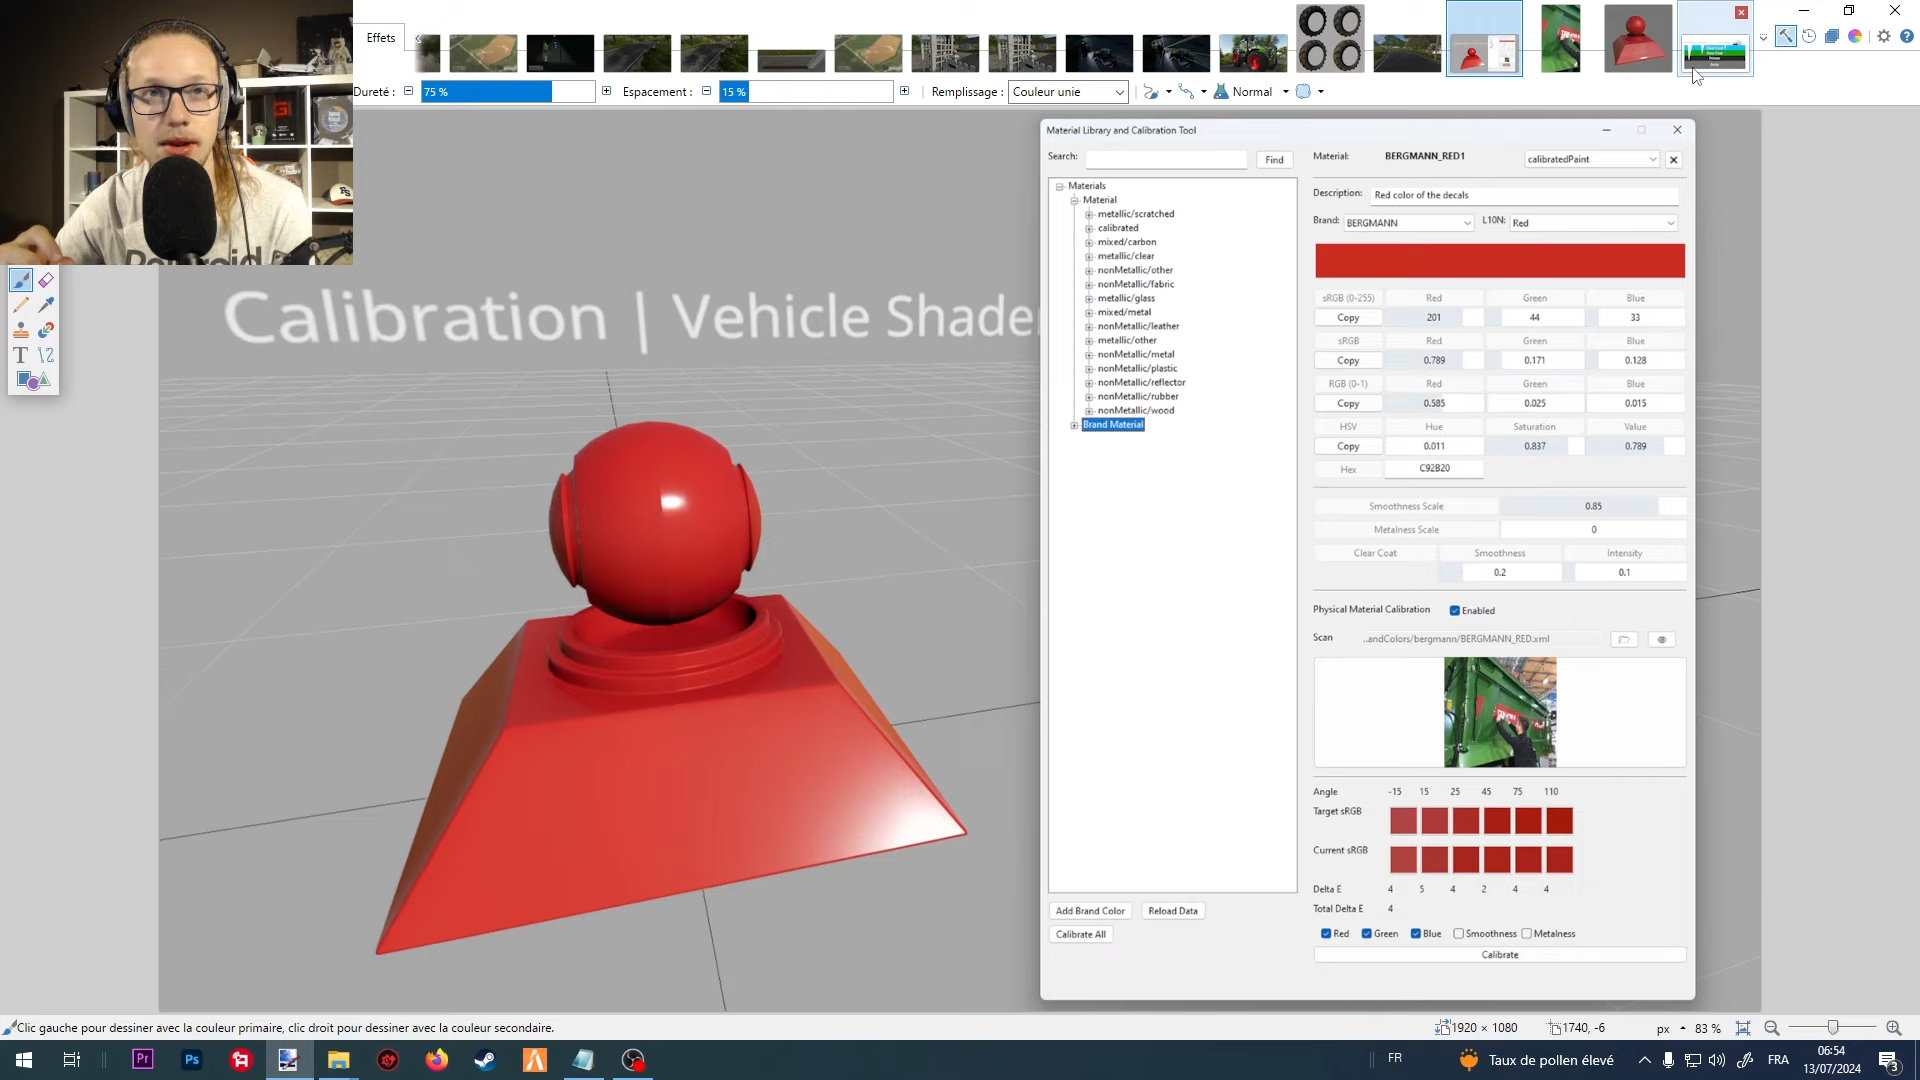 Effets
Dureté :
75 %
Espacement :
15 %
Remplissage :
Couleur unie
Normal
Calibration | Vehicle Shader
Material Library and Calibration Tool
Search:
Find
Materials
Material
metallic/scratched
calibrated
mixed/carbon
metallic/clear
nonMetallic/other
nonMetallic/fabric
metallic/glass
mixed/metal
nonMetallic/leather
metallic/other
nonMetallic/metal
nonMetallic/plastic
nonMetallic/reflector
nonMetallic/rubber
nonMetallic/wood
Brand Material
Add Brand Color
Reload Data
Calibrate All
Material:
BERGMANN_RED1
calibratedPaint
Description:
Red color of the decals
Brand:
BERGMANN
L10N:
Red
sRGB (0-255) Red Green Blue
Copy 201 44 33
sRGB Red Green Blue
Copy 0.789 0.171 0.128
RGB (0-1) Red Green Blue
Copy 0.585 0.025 0.015
HSV Hue Saturation Value
Copy 0.011 0.837 0.789
Hex C92B20
Smoothness Scale 0.85
Metalness Scale 0
Clear Coat Smoothness Intensity
0.2 0.1
Physical Material Calibration Enabled
Scan ..andColors/bergmann/BERGMANN_RED.xml
Angle -15 15 25 45 75 110
Target sRGB
Current sRGB
Delta E 4 5 4 2 4 4
Total Delta E 4
Red Green Blue Smoothness Metalness
Calibrate
Clic gauche pour dessiner avec la couleur primaire, clic droit pour dessiner avec la couleur secondaire.
1920 × 1080
1740, -6
px
83 %
FR
Taux de pollen élevé
FRA
06:54
13/07/2024
3